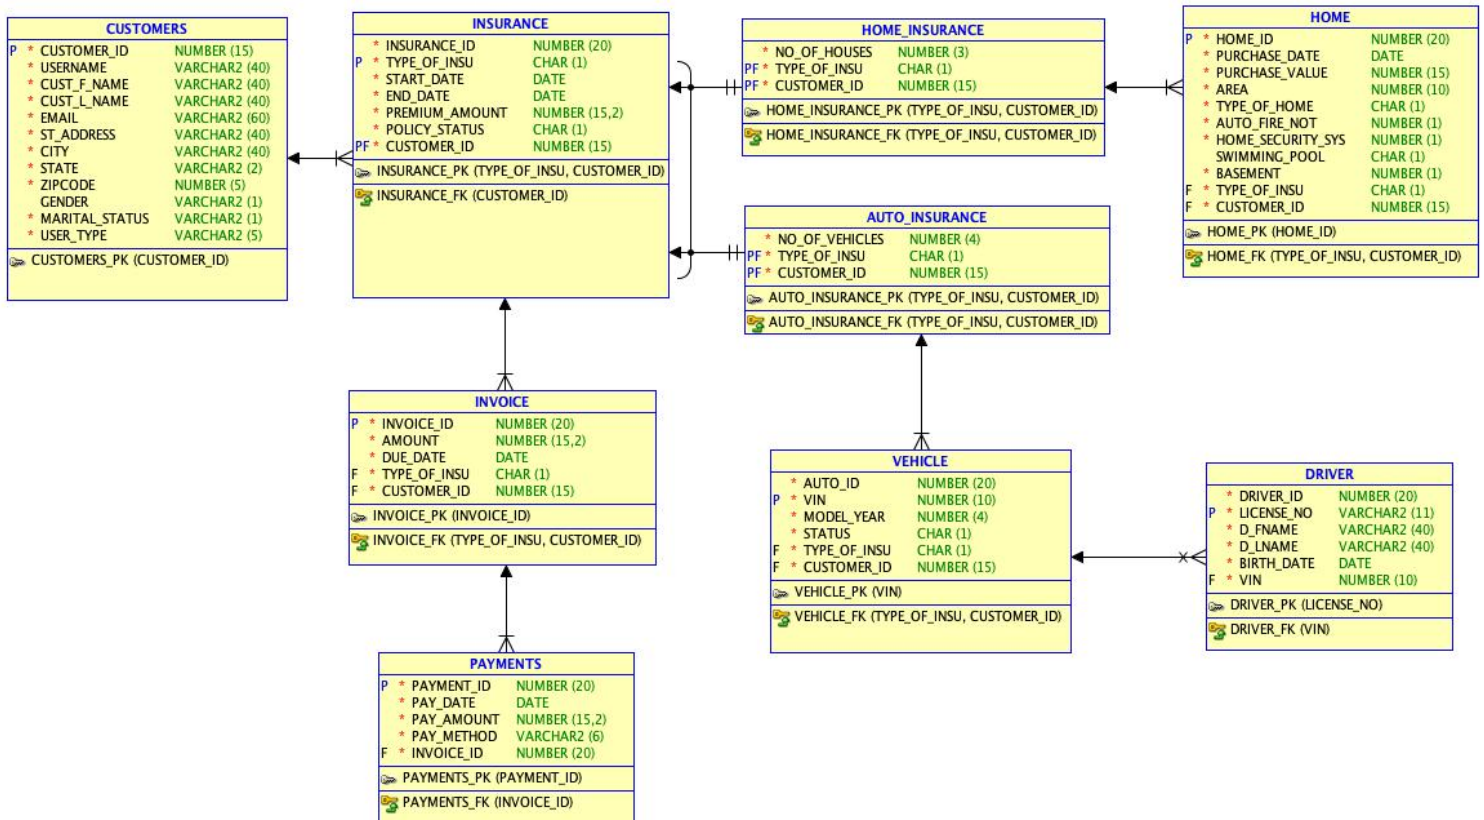 CUSTOMERS
P * CUSTOMER_ID NUMBER (15)
* USERNAME VARCHAR2 (40)
* CUST_F_NAME VARCHAR2 (40)
* CUST_L_NAME VARCHAR2 (40)
* EMAIL VARCHAR2 (60)
* ST_ADDRESS VARCHAR2 (40)
* CITY VARCHAR2 (40)
* STATE VARCHAR2 (2)
* ZIPCODE NUMBER (5)
GENDER VARCHAR2 (1)
* MARITAL_STATUS VARCHAR2 (1)
* USER_TYPE VARCHAR2 (5)
CUSTOMERS_PK (CUSTOMER_ID)
INSURANCE
* INSURANCE_ID NUMBER (20)
P * TYPE_OF_INSU CHAR (1)
* START_DATE DATE
* END_DATE DATE
* PREMIUM_AMOUNT NUMBER (15,2)
* POLICY_STATUS CHAR (1)
PF * CUSTOMER_ID NUMBER (15)
INSURANCE_PK (TYPE_OF_INSU, CUSTOMER_ID)
INSURANCE_FK (CUSTOMER_ID)
HOME_INSURANCE
* NO_OF_HOUSES NUMBER (3)
PF * TYPE_OF_INSU CHAR (1)
PF * CUSTOMER_ID NUMBER (15)
HOME_INSURANCE_PK (TYPE_OF_INSU, CUSTOMER_ID)
HOME_INSURANCE_FK (TYPE_OF_INSU, CUSTOMER_ID)
HOME
P * HOME_ID NUMBER (20)
* PURCHASE_DATE DATE
* PURCHASE_VALUE NUMBER (15)
* AREA NUMBER (10)
* TYPE_OF_HOME CHAR (1)
* AUTO_FIRE_NOT NUMBER (1)
* HOME_SECURITY_SYS NUMBER (1)
SWIMMING_POOL CHAR (1)
* BASEMENT NUMBER (1)
F * TYPE_OF_INSU CHAR (1)
F * CUSTOMER_ID NUMBER (15)
HOME_PK (HOME_ID)
HOME_FK (TYPE_OF_INSU, CUSTOMER_ID)
AUTO_INSURANCE
* NO_OF_VEHICLES NUMBER (4)
PF * TYPE_OF_INSU CHAR (1)
PF * CUSTOMER_ID NUMBER (15)
AUTO_INSURANCE_PK (TYPE_OF_INSU, CUSTOMER_ID)
AUTO_INSURANCE_FK (TYPE_OF_INSU, CUSTOMER_ID)
INVOICE
P * INVOICE_ID NUMBER (20)
* AMOUNT NUMBER (15,2)
* DUE_DATE DATE
F * TYPE_OF_INSU CHAR (1)
F * CUSTOMER_ID NUMBER (15)
INVOICE_PK (INVOICE_ID)
INVOICE_FK (TYPE_OF_INSU, CUSTOMER_ID)
VEHICLE
* AUTO_ID NUMBER (20)
P * VIN NUMBER (10)
* MODEL_YEAR NUMBER (4)
* STATUS CHAR (1)
F * TYPE_OF_INSU CHAR (1)
F * CUSTOMER_ID NUMBER (15)
VEHICLE_PK (VIN)
VEHICLE_FK (TYPE_OF_INSU, CUSTOMER_ID)
DRIVER
* DRIVER_ID NUMBER (20)
P * LICENSE_NO VARCHAR2 (11)
* D_FNAME VARCHAR2 (40)
* D_LNAME VARCHAR2 (40)
* BIRTH_DATE DATE
F * VIN NUMBER (10)
DRIVER_PK (LICENSE_NO)
DRIVER_FK (VIN)
PAYMENTS
P * PAYMENT_ID NUMBER (20)
* PAY_DATE DATE
* PAY_AMOUNT NUMBER (15,2)
* PAY_METHOD VARCHAR2 (6)
F * INVOICE_ID NUMBER (20)
PAYMENTS_PK (PAYMENT_ID)
PAYMENTS_FK (INVOICE_ID)